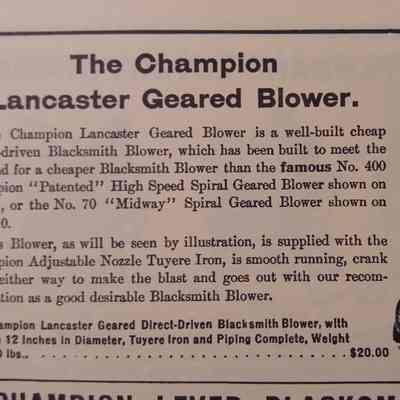 The Champion
Lancaster Geared Blower.
Champion Lancaster Geared Blower is a well-built cheap
-driven Blacksmith Blower, which has been built to meet the
d for a cheaper Blacksmith Blower than the famous No. 400
pion "Patented" High Speed Spiral Geared Blower shown on
, or the No. 70 "Midway" Spiral Geared Blower shown on
0.
s Blower, as will be seen by illustration, is supplied with the
pion Adjustable Nozzle Tuyere Iron, is smooth running, crank
either way to make the blast and goes out with our recom-
tion as a good desirable Blacksmith Blower.
ampion Lancaster Geared Direct-Driven Blacksmith Blower, with
12 Inches in Diameter, Tuyere Iron and Piping Complete, Weight
lbs.. . . . . . . . . . . . . . . . . . . . . . . . . . . . . . $20.00
CHAMPION LEVER BLACKSM